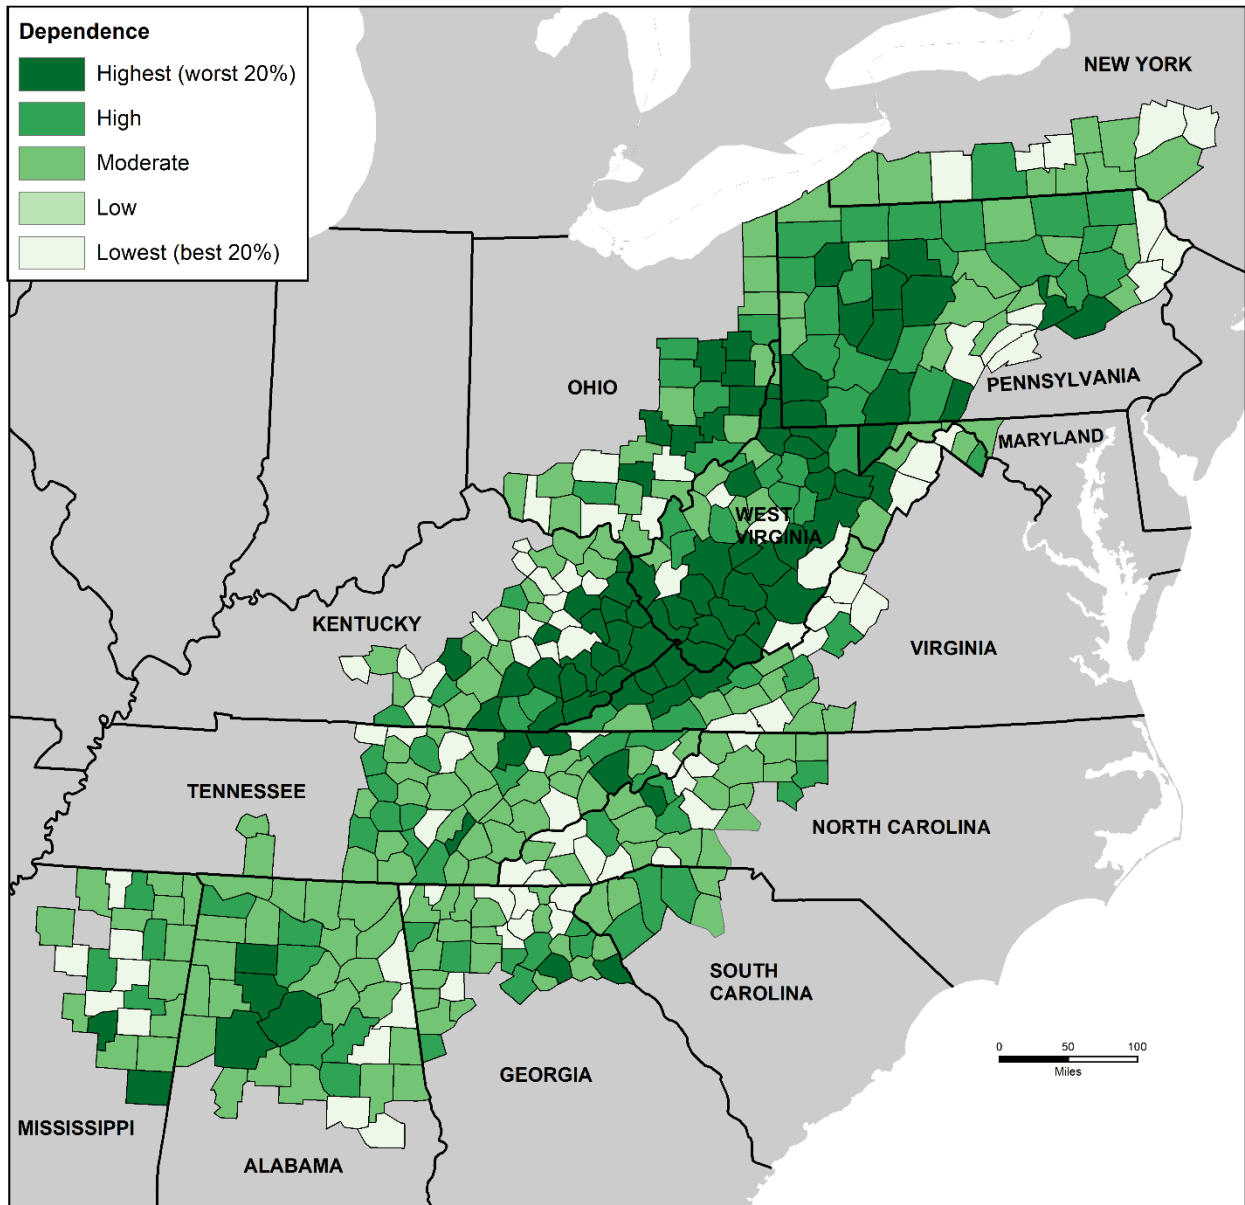 Dependence
Highest (worst 20%)
High
Moderate
Low
Lowest (best 20%)
NEW YORK
PENNSYLVANIA
OHIO
MARYLAND
WEST
VIRGINIA
KENTUCKY
VIRGINIA
TENNESSEE
NORTH CAROLINA
SOUTH
CAROLINA
0 50 100
Miles
GEORGIA
MISSISSIPPI
ALABAMA